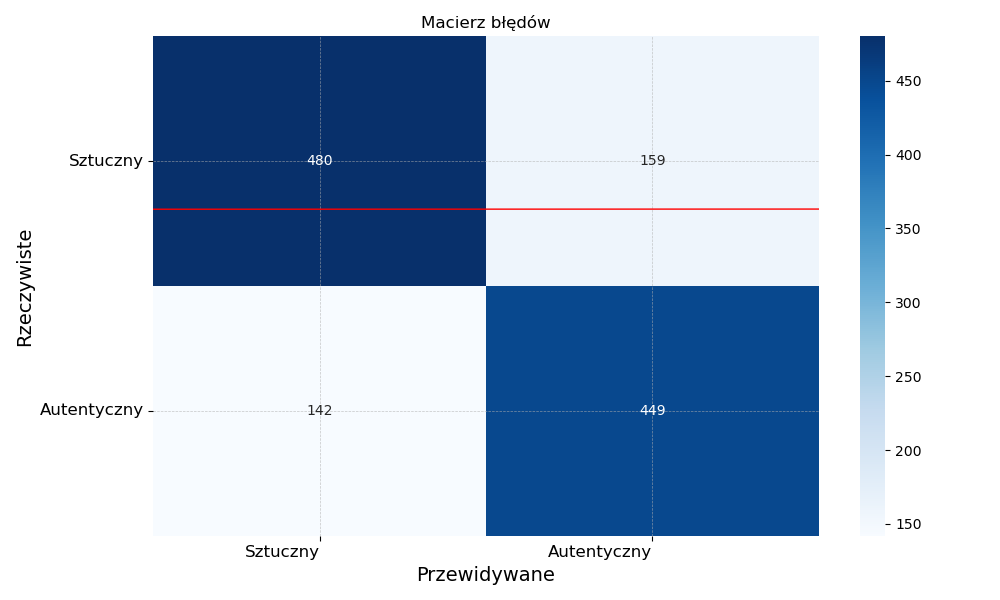 Macierz błędów
Rzeczywiste
Sztuczny
480
159
Autentyczny
142
449
Sztuczny
Autentyczny
Przewidywane
450
400
350
300
250
200
150